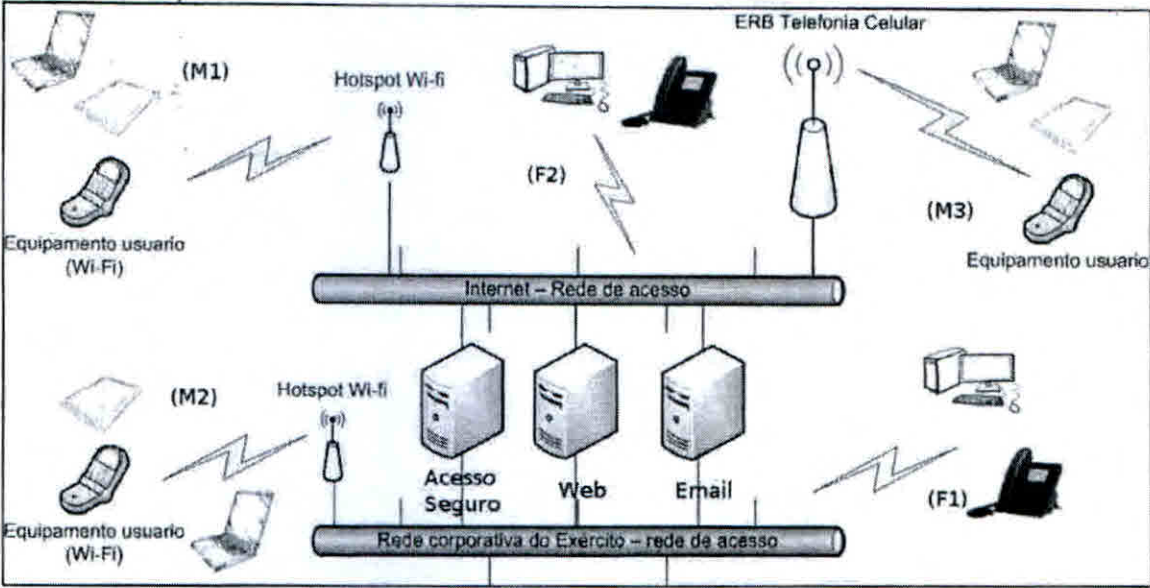 ERB Telefonia Celular
(M1)
Hotspot Wi-fi
(F2)
(M3)
Equipamento usuario
(Wi-Fi)
Equipamento usuario
Internet – Rede de acesso
(M2)
Hotspot Wi-fi
Acesso
Seguro
Web
Email
(F1)
Equipamento usuario
(Wi-Fi)
Rede corporativa do Exército – rede de acesso